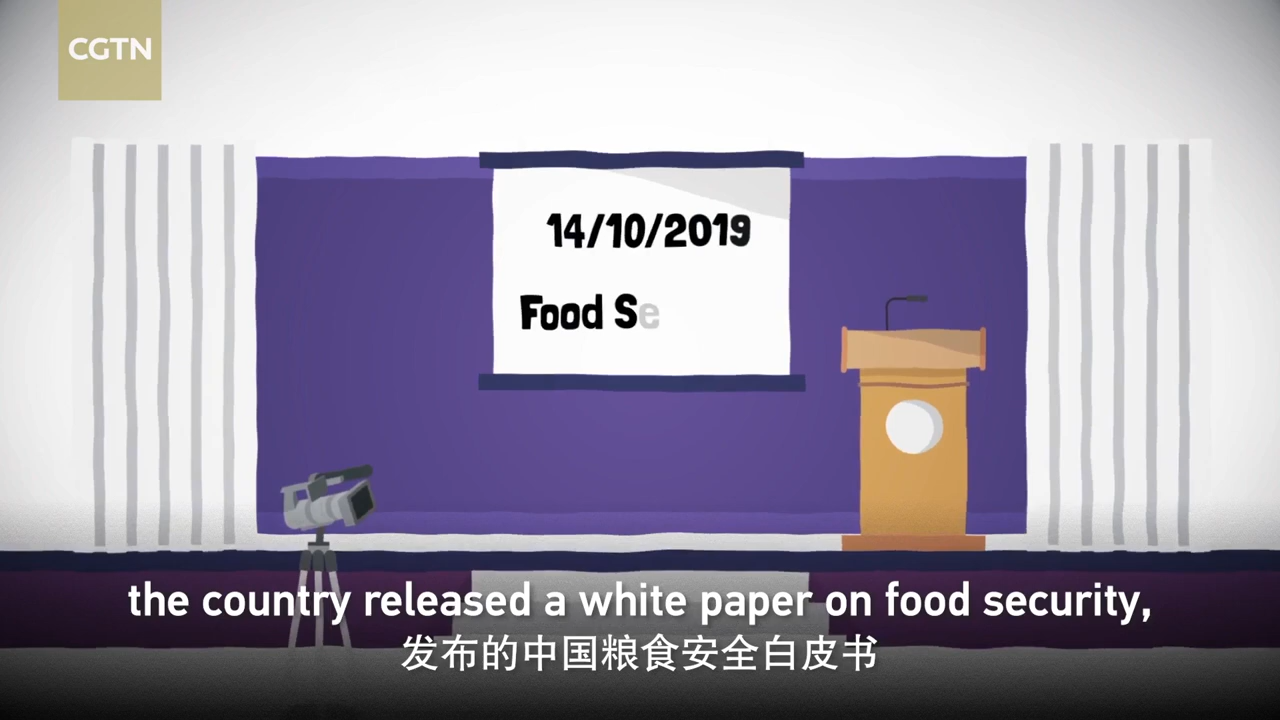 CGTN
14/10/2019
Food Se
the country released a white paper on food security,
发布的中国粮食安全白皮书